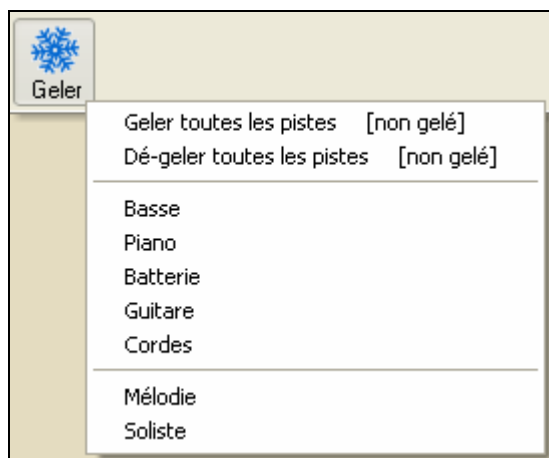 Geler
Geler toutes les pistes [non gelé]
Dé-geler toutes les pistes [non gelé]
Basse
Piano
Batterie
Guitare
Cordes
Mélodie
Soliste